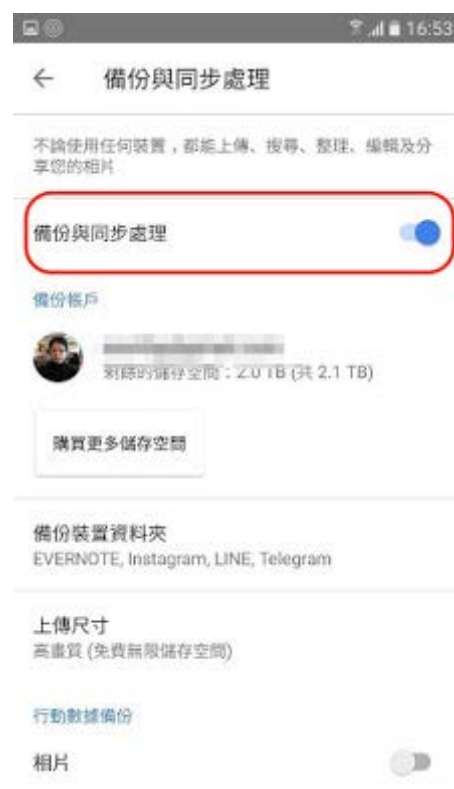 16:53
備份與同步處理
不論使用任何裝置，都能上傳、搜尋、整理、編輯及分
享您的相片
備份與同步處理
備份帳戶
剩餘的儲存空間：2.0 TB (共 2.1 TB)
購買更多儲存空間
備份裝置資料夾
EVERNOTE, Instagram, LINE, Telegram
上傳尺寸
高畫質 (免費無限儲存空間)
行動數據備份
相片